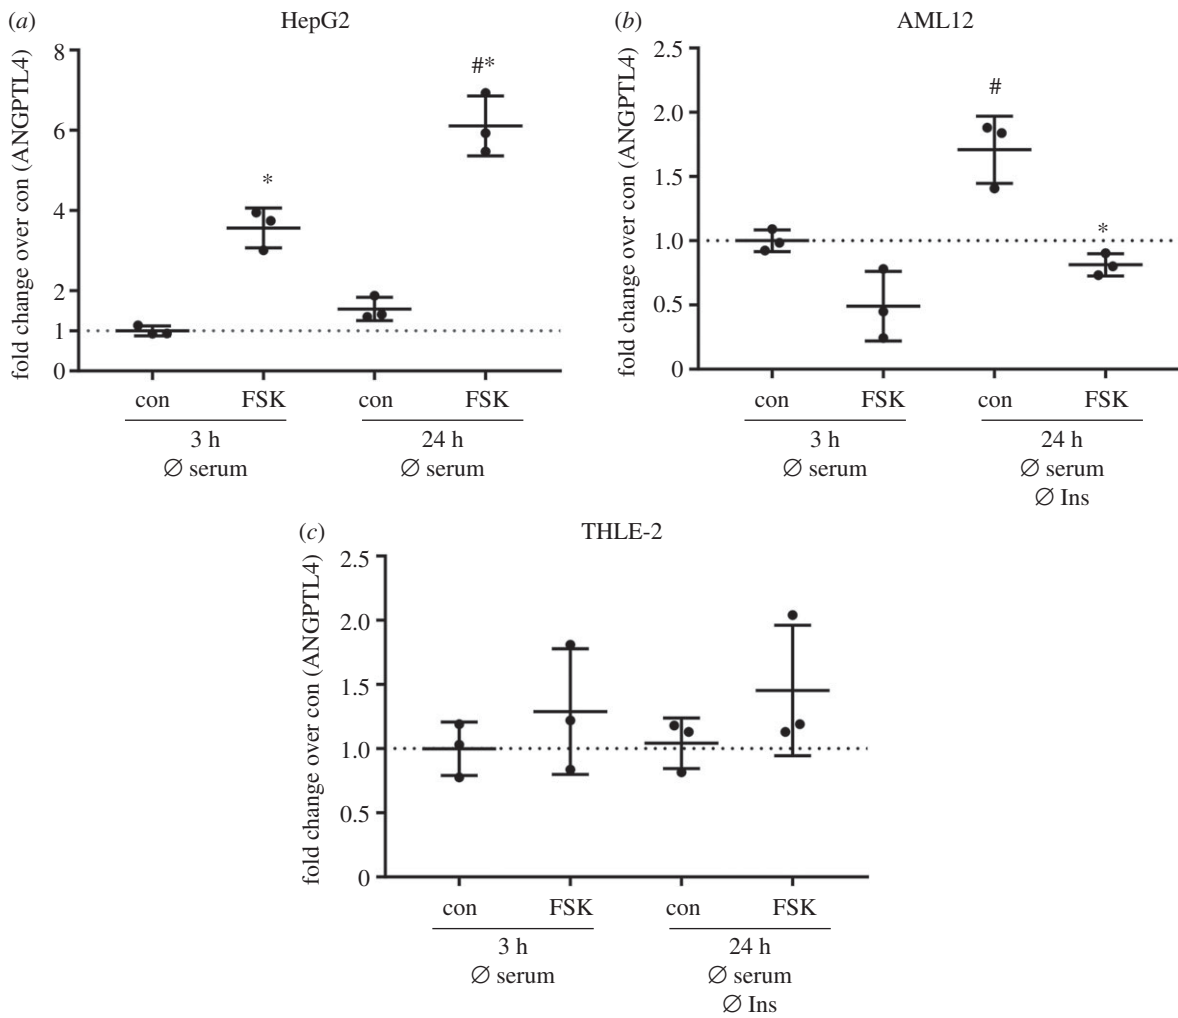 (a)
HepG2
fold change over con (ANGPTL4)
8
6
4
2
1
0
*
#*
con
FSK
con
FSK
3 h
24 h
∅ serum
∅ serum
(b)
AML12
fold change over con (ANGPTL4)
2.5
2.0
1.5
1.0
0.5
0
#
*
con
FSK
con
FSK
3 h
24 h
∅ serum
∅ serum
∅ Ins
(c)
THLE-2
fold change over con (ANGPTL4)
2.5
2.0
1.5
1.0
0.5
0
con
FSK
con
FSK
3 h
24 h
∅ serum
∅ serum
∅ Ins